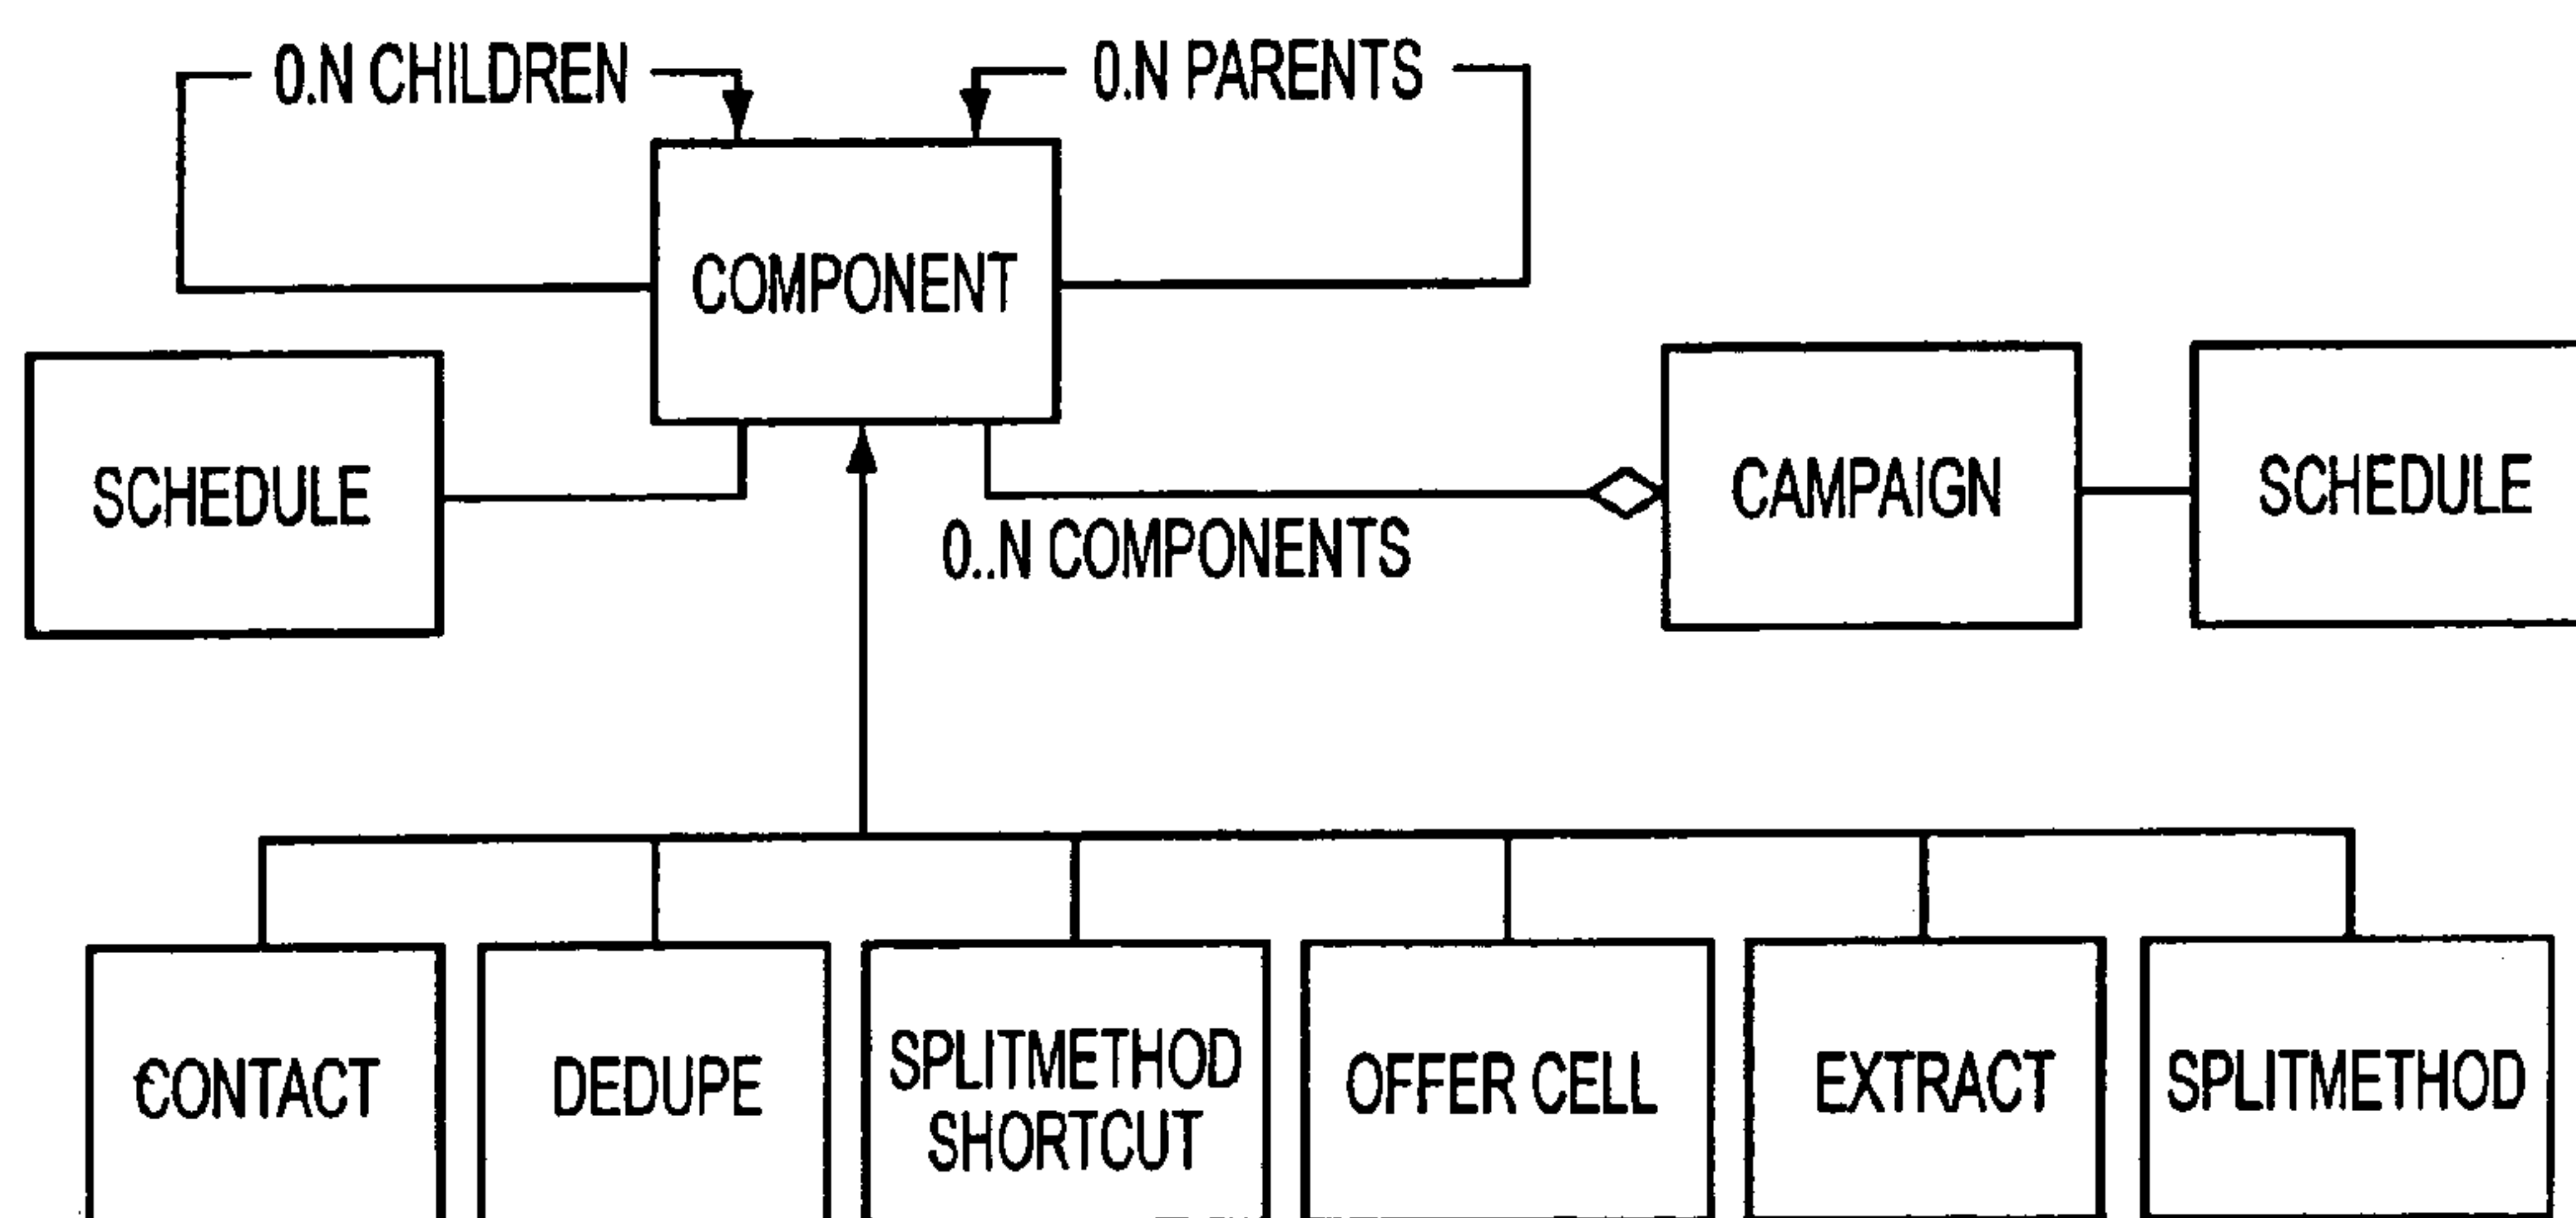 0.N CHILDREN
0.N PARENTS
COMPONENT
SCHEDULE
CAMPAIGN
SCHEDULE
0..N COMPONENTS
CONTACT
DEDUPE
SPLITMETHOD
SHORTCUT
OFFER CELL
EXTRACT
SPLITMETHOD